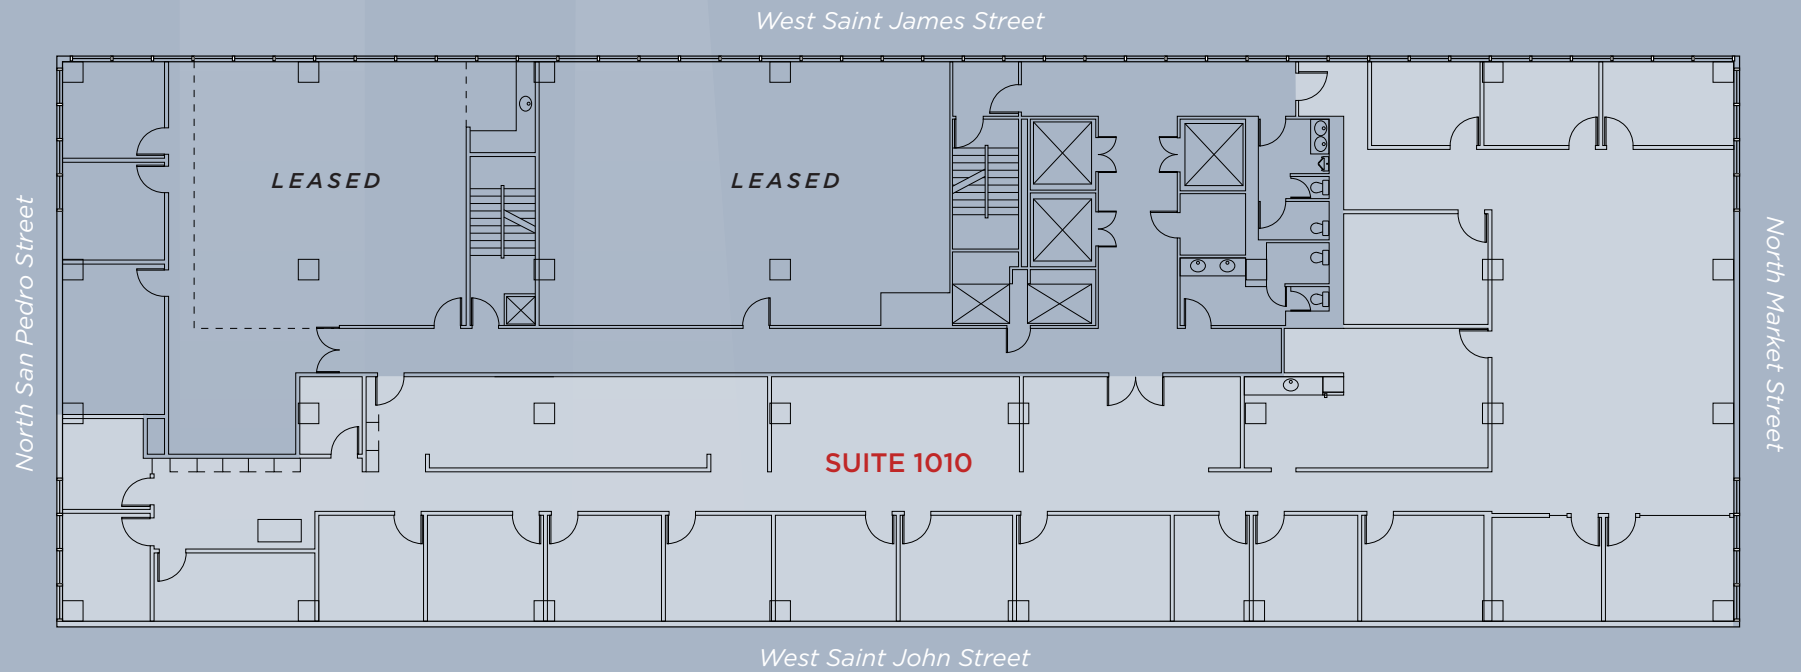 West Saint James Street
North San Pedro Street
LEASED
LEASED
North Market Street
SUITE 1010
West Saint John Street